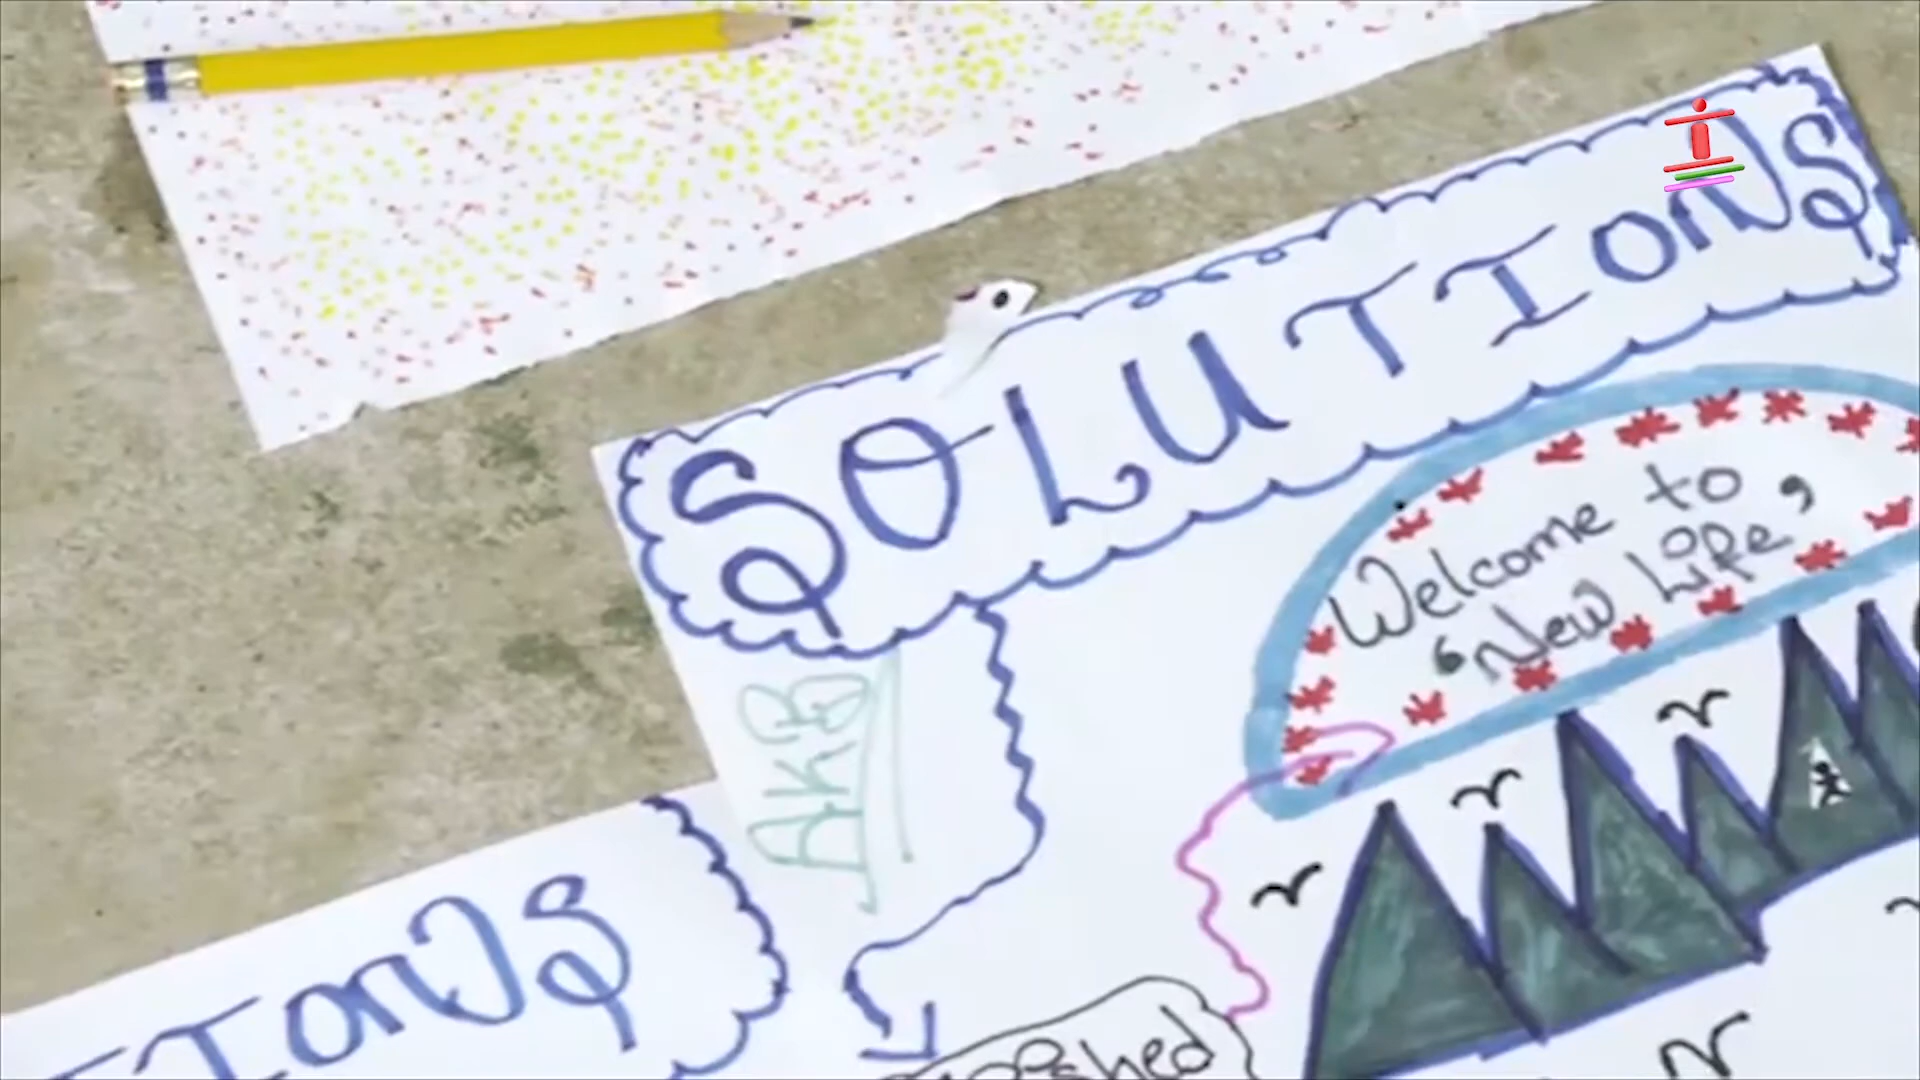 SOLUTIONS
Welcome to
‘New Life’
AKB
TIONS